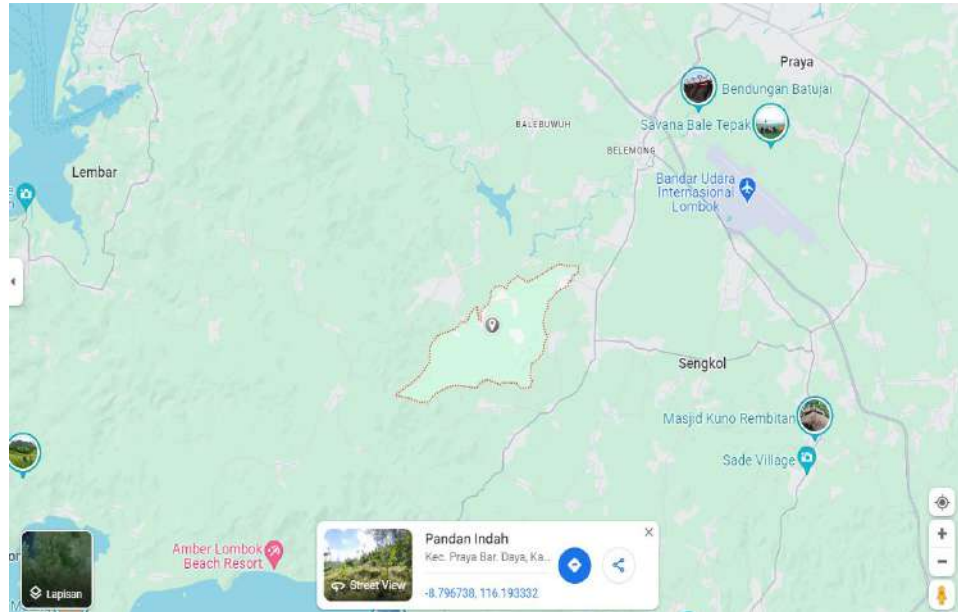 Praya
Bendungan Batujai
Savana Bale Tepak
BALEBUWUH
BELEMONG
Lembar
Bandar Udara
Internasional
Lombok
Sengkol
Masjid Kuno Rembitan
Sade Village
Amber Lombok
Beach Resort
Lapisan
Street View
Pandan Indah
Kec. Praya Bar. Daya, Ka...
-8.796738, 116.193332